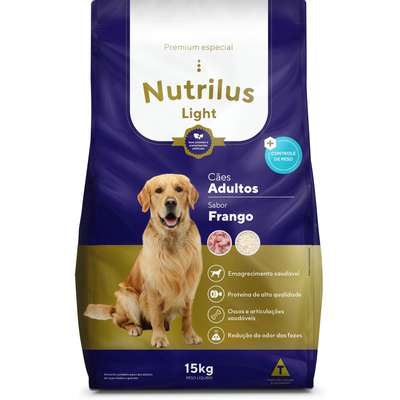 Premium especial
Nutrilus
Light
+
CONTROLE
DE PESO
Cães
Adultos
Sabor
Frango
Emagrecimento saudável
Proteína de alta qualidade
Ossos e articulações
saudáveis
Redução do odor das fezes
15kg
PESO LÍQUIDO
T